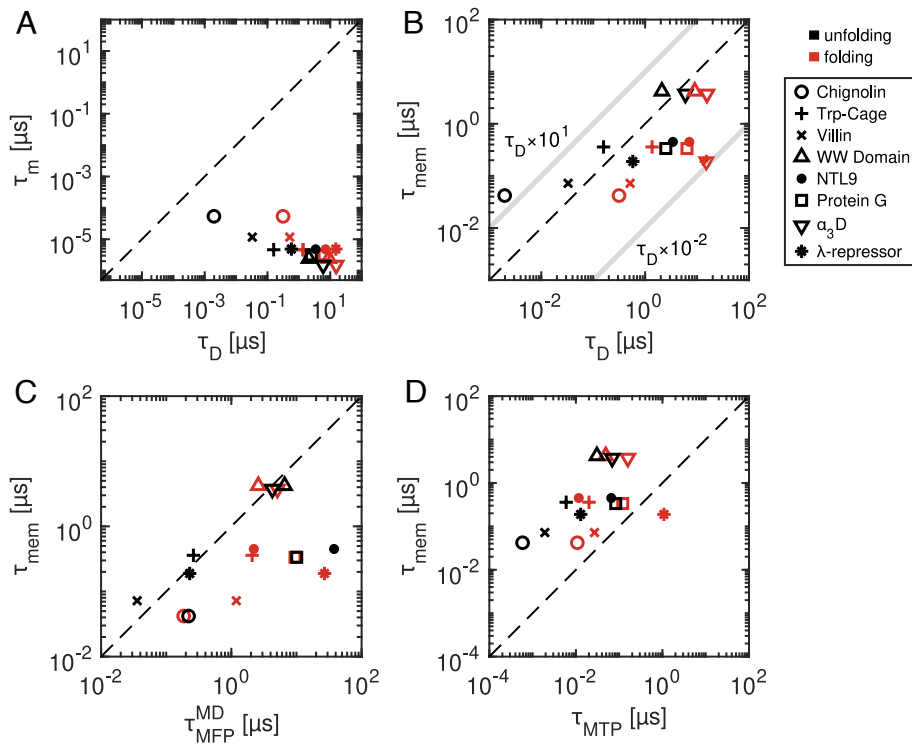 A
10¹
10⁻¹
10⁻³
10⁻⁵
τm [μs]
10⁻⁵ 10⁻³ 10⁻¹ 10¹
τD [μs]
B
10²
10⁰
10⁻²
τmem [μs]
τD×10¹
τD×10⁻²
10⁻² 10⁰ 10²
τD [μs]
unfolding
folding
Chignolin
Trp-Cage
Villin
WW Domain
NTL9
Protein G
α₃D
λ-repressor
C
10²
10⁰
10⁻²
τmem [μs]
10⁻² 10⁰ 10²
τMFP^MD [μs]
D
10²
10⁰
10⁻²
10⁻⁴
τmem [μs]
10⁻⁴ 10⁻² 10⁰ 10²
τMTP [μs]